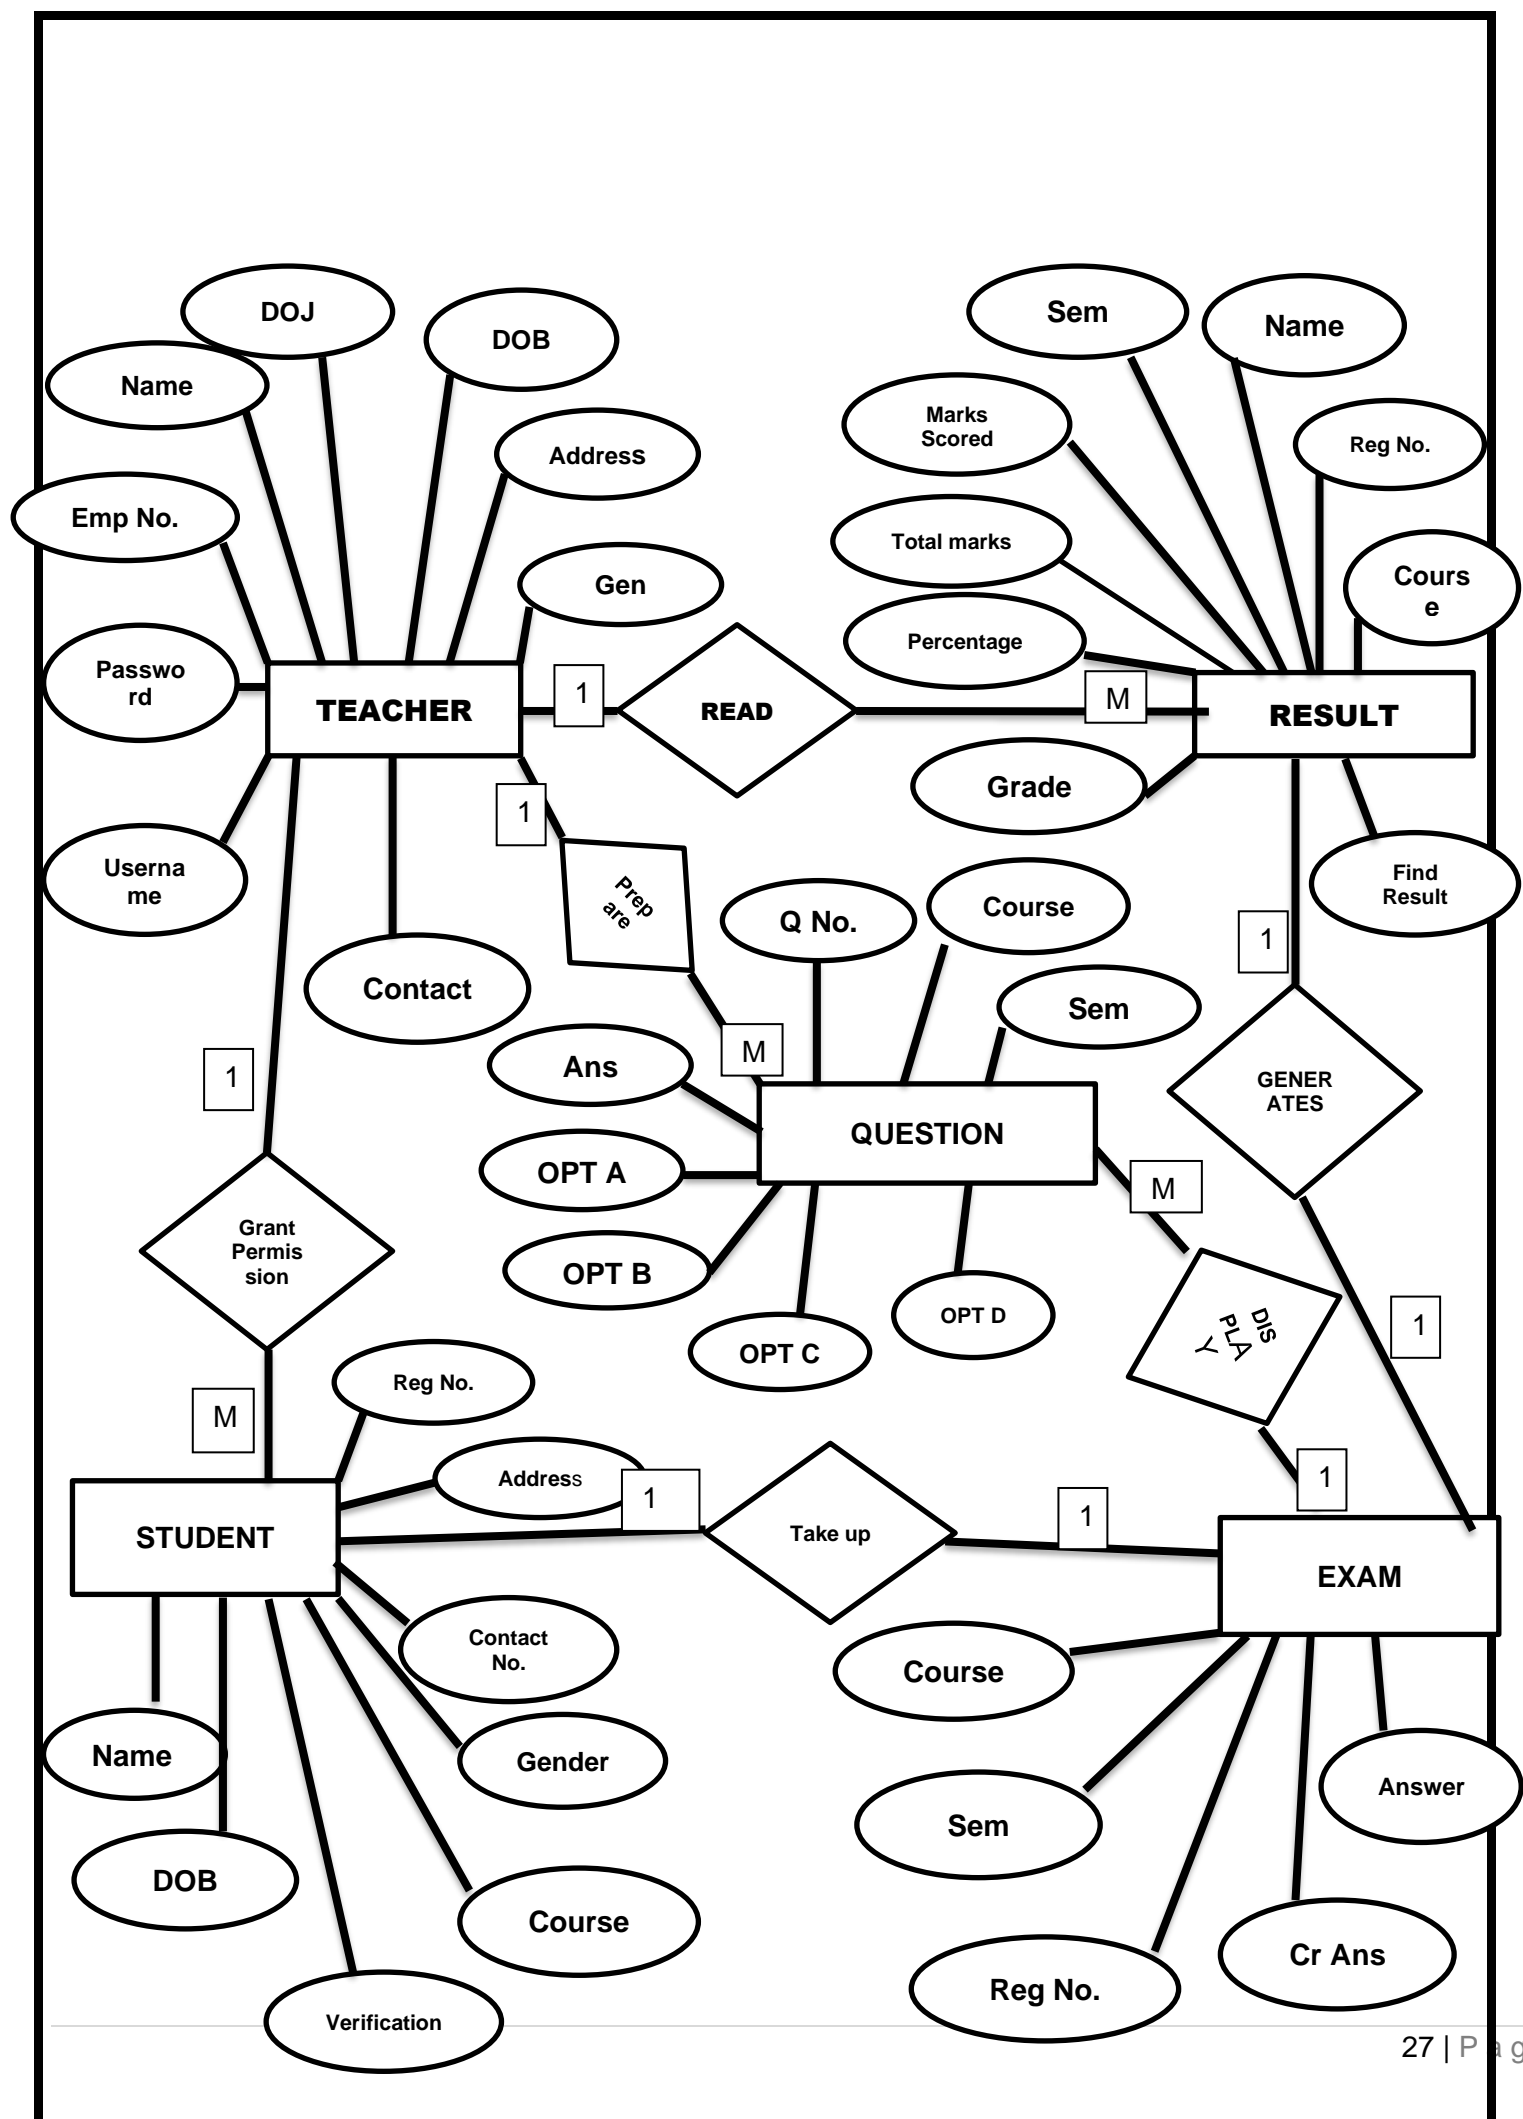 DOJ
DOB
Name
Address
Emp No.
Gen
Passwo
rd
TEACHER
Userna
me
Contact
1
READ
M
Sem
Name
Marks
Scored
Reg No.
Total marks
Cours
e
Percentage
RESULT
Grade
Find
Result
1
Prep
are
M
Q No.
Course
Sem
Ans
QUESTION
OPT A
OPT B
OPT C
OPT D
1
GENER
ATES
1
M
DIS
PLA
Y
1
1
Grant
Permis
sion
M
Reg No.
Address
STUDENT
1
Take up
1
EXAM
Contact
No.
Name
Gender
DOB
Course
Verification
Course
Sem
Answer
Reg No.
Cr Ans
27 | P a g